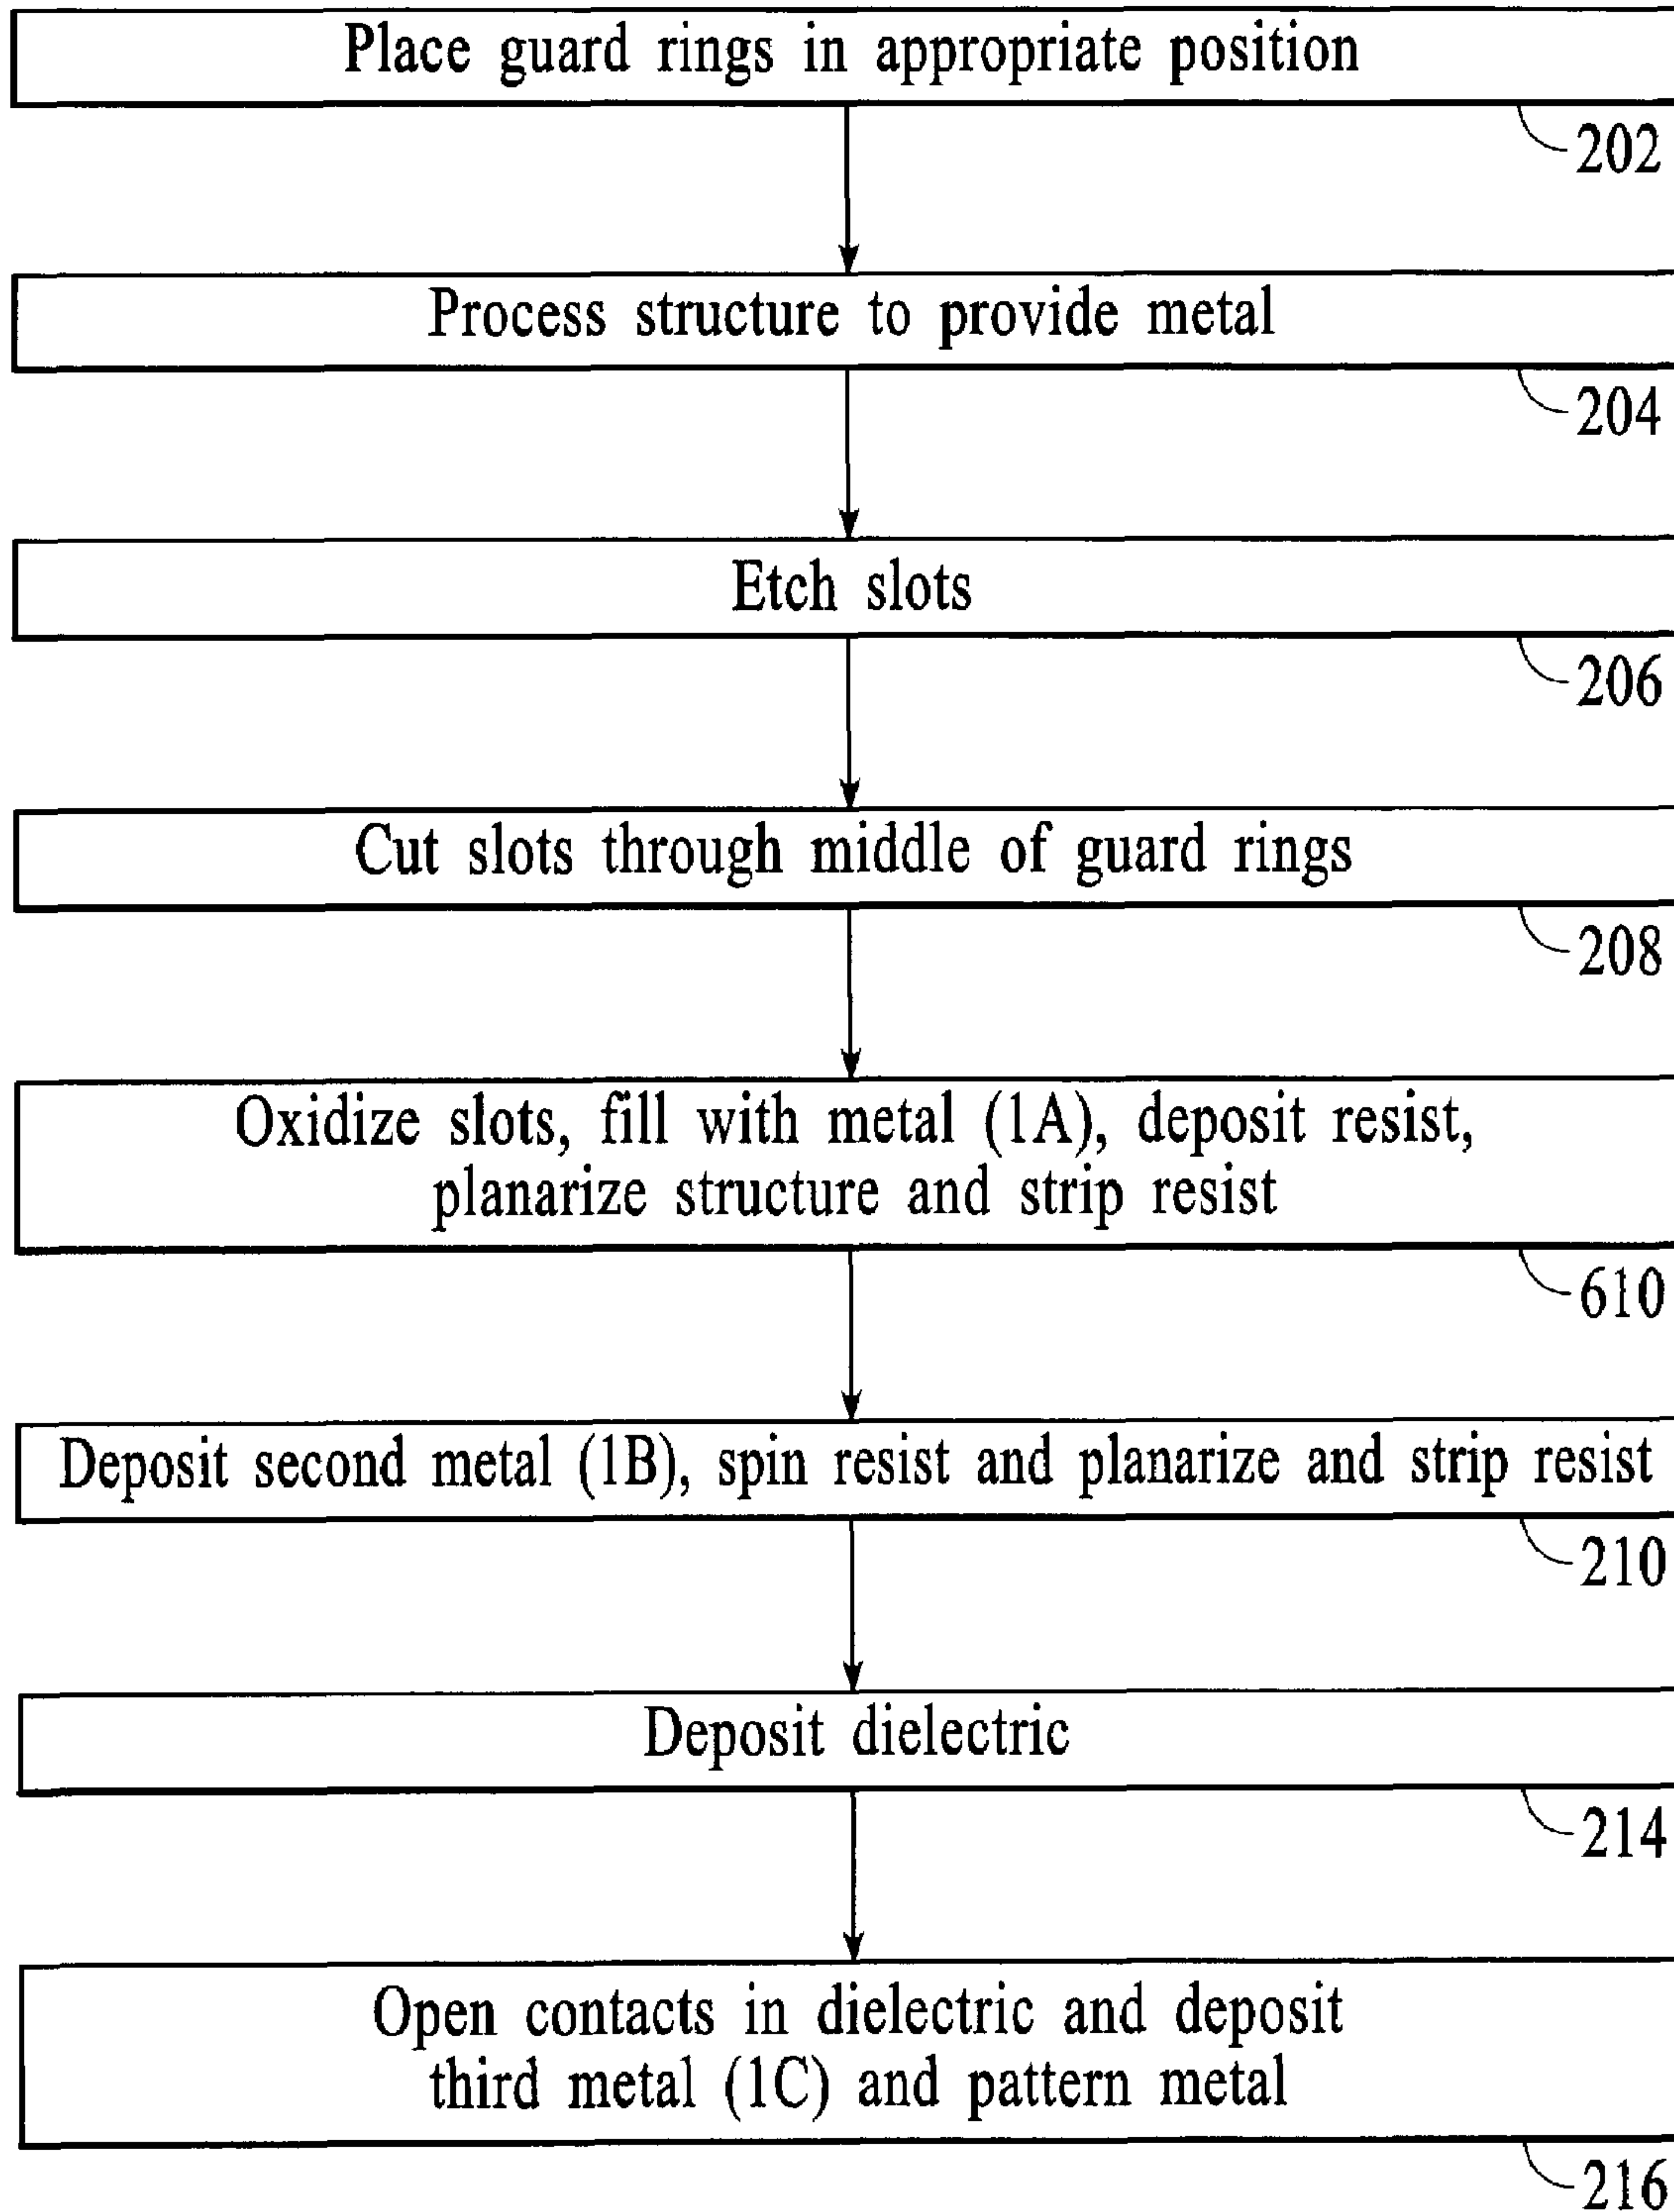 Place guard rings in appropriate position
202
Process structure to provide metal
204
Etch slots
206
Cut slots through middle of guard rings
208
Oxidize slots, fill with metal (1A), deposit resist,
planarize structure and strip resist
610
Deposit second metal (1B), spin resist and planarize and strip resist
210
Deposit dielectric
214
Open contacts in dielectric and deposit
third metal (1C) and pattern metal
216